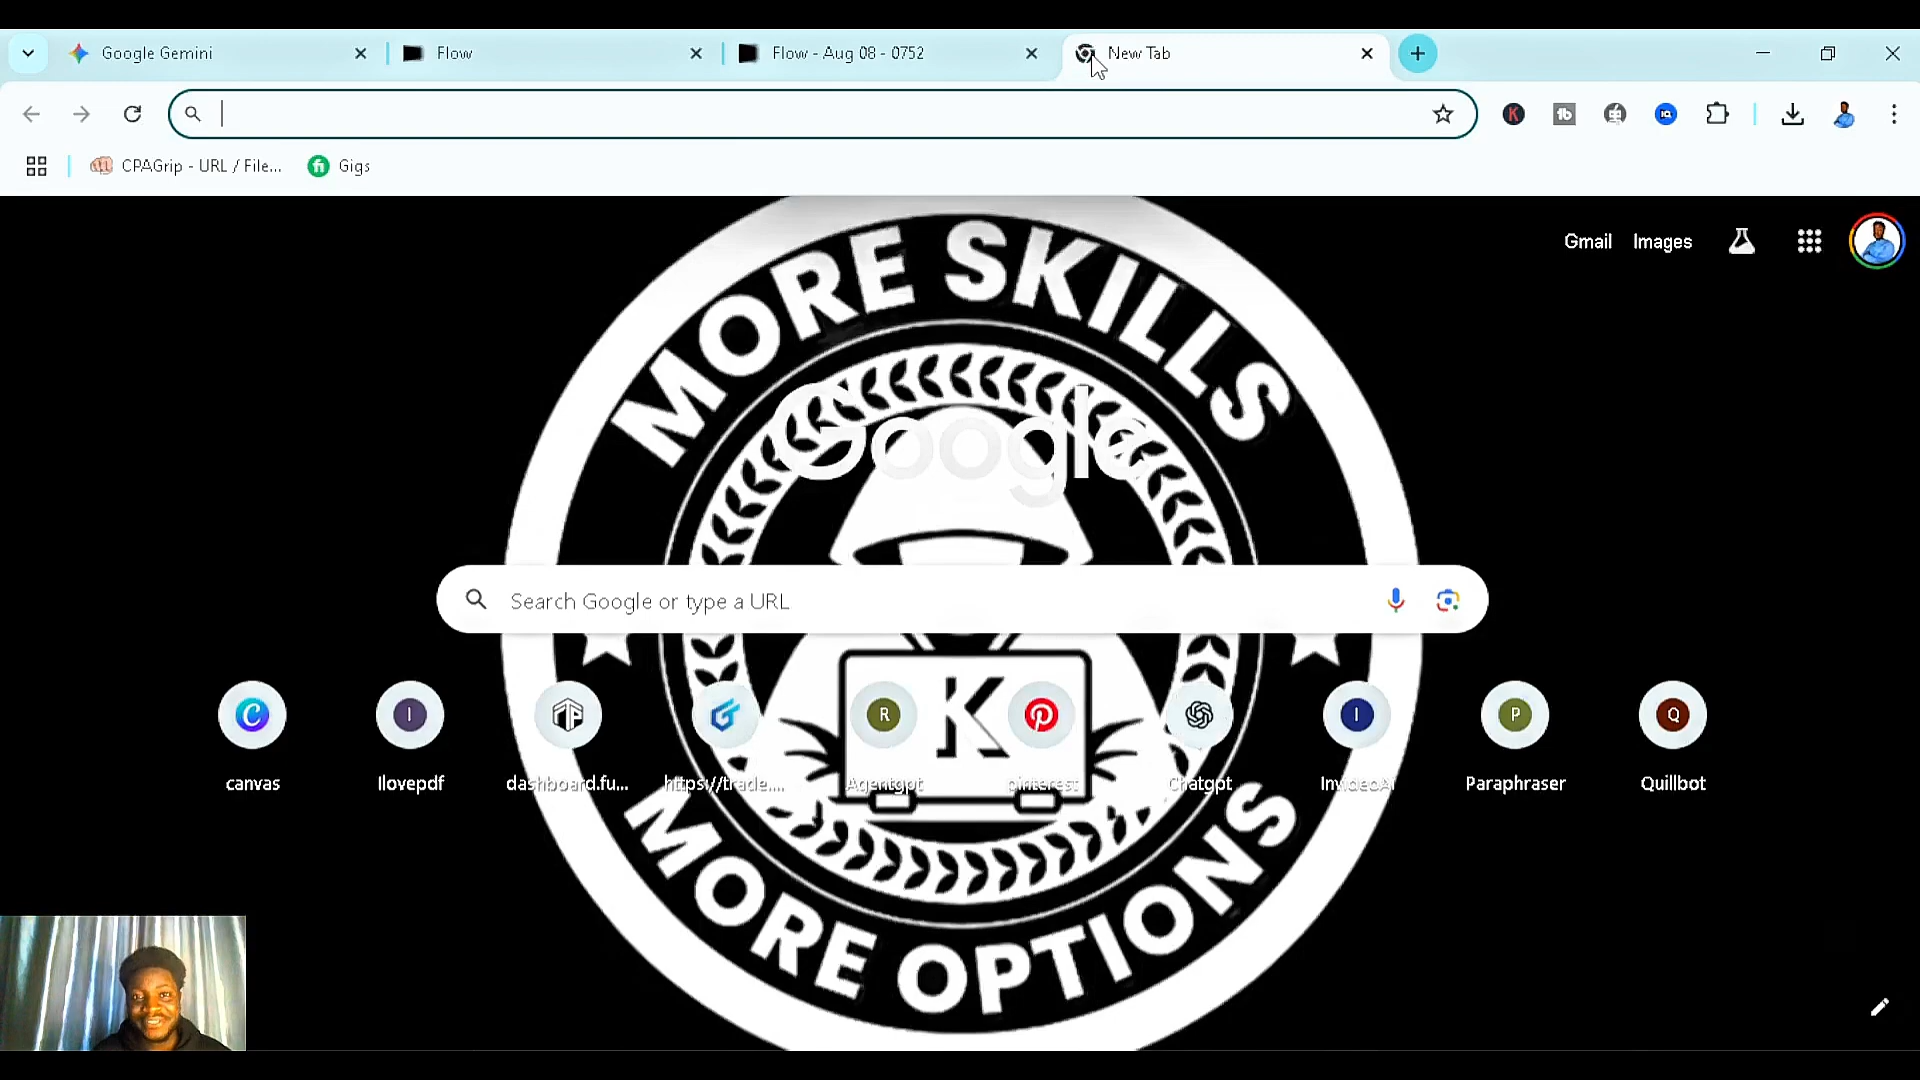 Google Gemini
Flow
Flow - Aug 08 - 0752
New Tab
CPAGrip - URL / File...
Gigs
Gmail
Images
MORE SKILLS
Google
Search Google or type a URL
K
I
R
I
P
Q
canvas
Ilovepdf
dashboard.fu...
https://trade....
Agentgpt
pinterest
Chatgpt
InvideoAI
Paraphraser
Quillbot
MORE OPTIONS